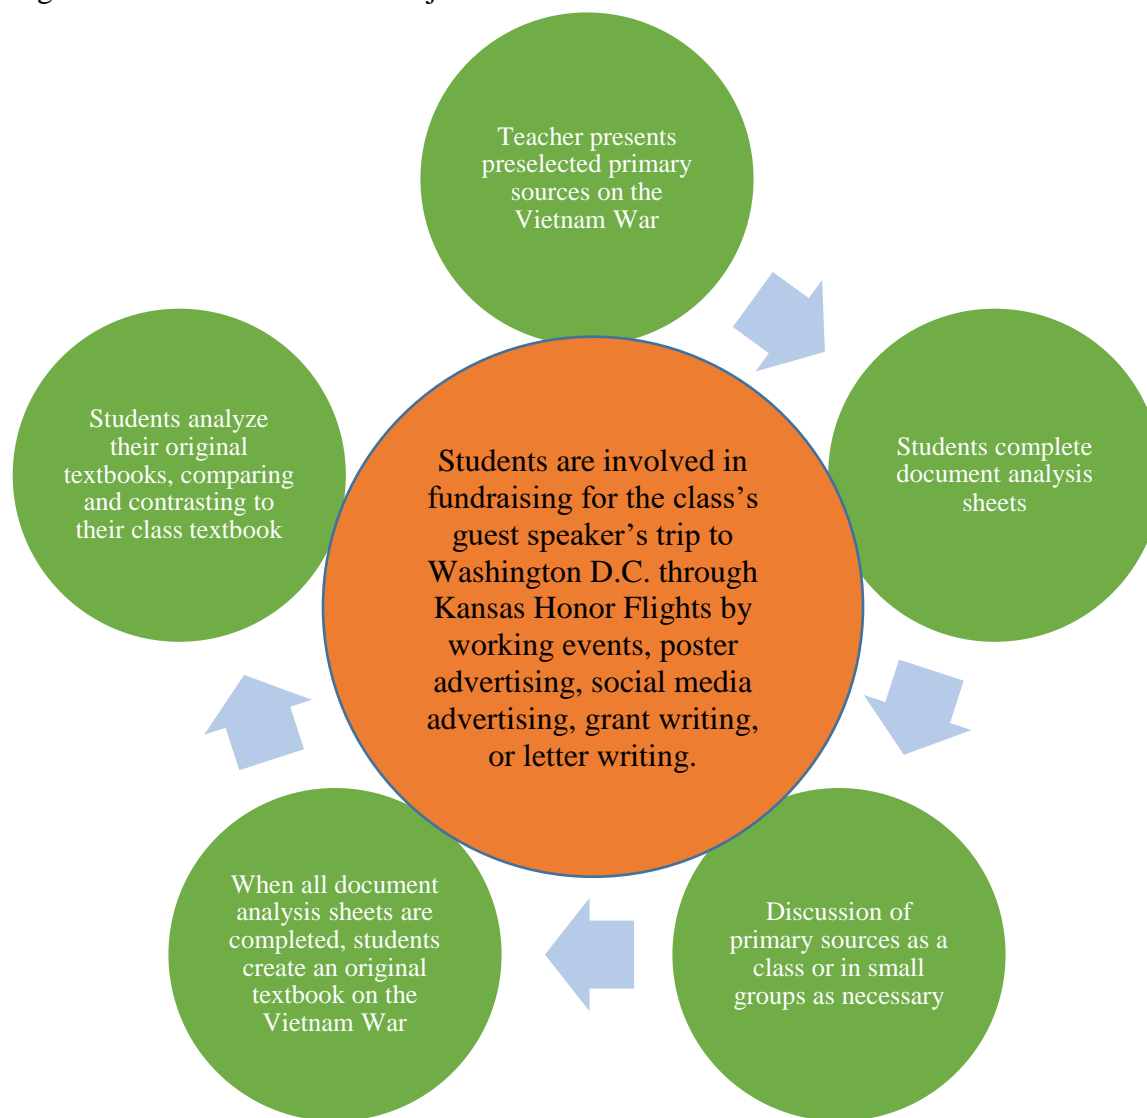 Teacher presents
preselected primary
sources on the
Vietnam War
Students complete
document analysis
sheets
Discussion of
primary sources as a
class or in small
groups as necessary
When all document
analysis sheets are
completed, students
create an original
textbook on the
Vietnam War
Students analyze
their original
textbooks, comparing
and contrasting to
their class textbook
Students are involved in
fundraising for the class’s
guest speaker’s trip to
Washington D.C. through
Kansas Honor Flights by
working events, poster
advertising, social media
advertising, grant writing,
or letter writing.